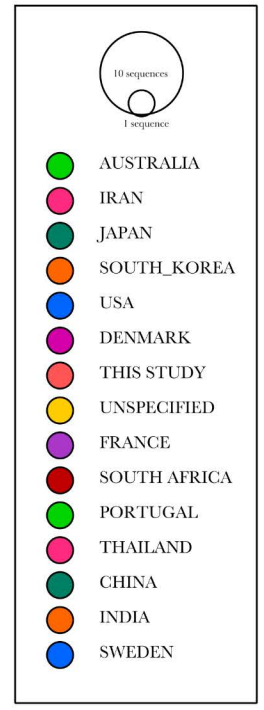 10 sequences
1 sequence
AUSTRALIA
IRAN
JAPAN
SOUTH_KOREA
USA
DENMARK
THIS STUDY
UNSPECIFIED
FRANCE
SOUTH AFRICA
PORTUGAL
THAILAND
CHINA
INDIA
SWEDEN